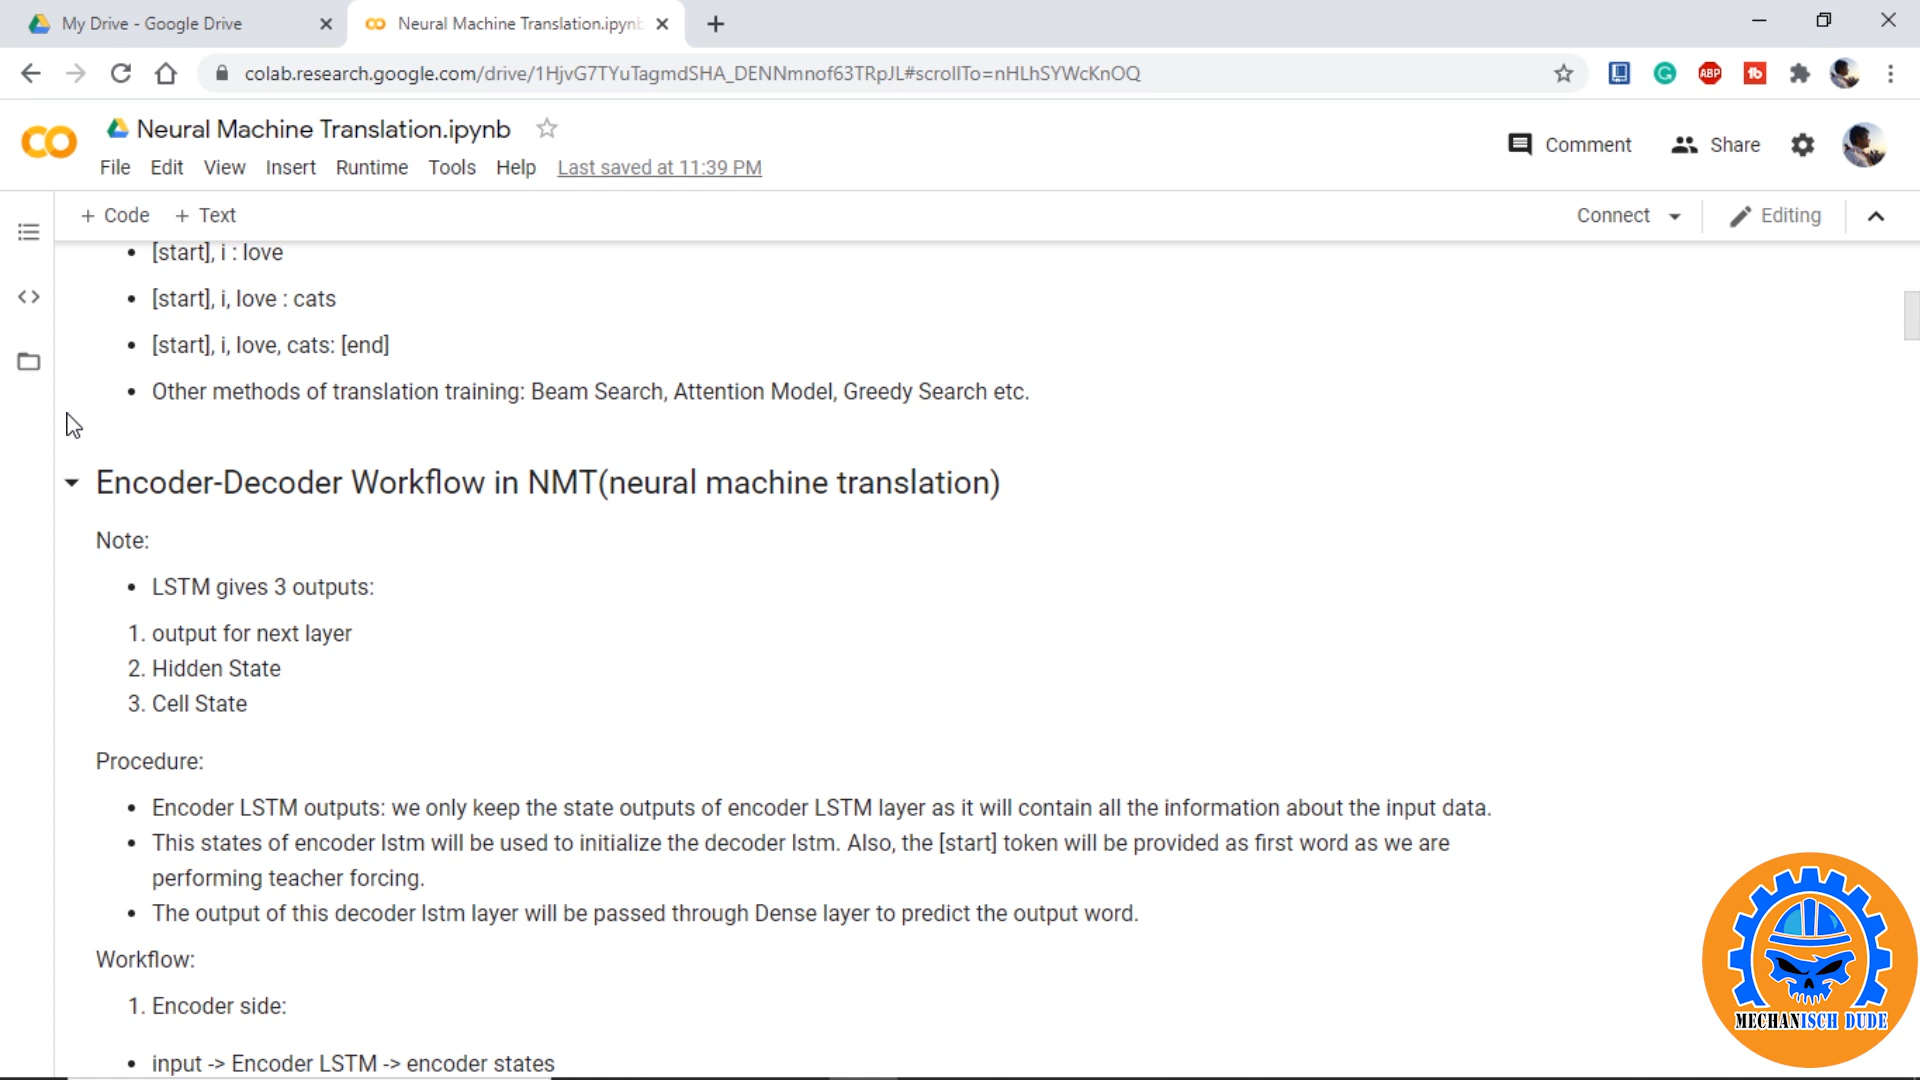 My Drive - Google Drive
Neural Machine Translation.ipynb
colab.research.google.com/drive/1HjvG7TYuTagmdSHA_DENNmnof63TRpJL#scrollTo=nHLhSYWcKnOQ
ABP
Neural Machine Translation.ipynb
Comment
Share
File Edit View Insert Runtime Tools Help Last saved at 11:39 PM
+ Code + Text
Connect
Editing
• [start], i : love
• [start], i, love : cats
• [start], i, love, cats: [end]
• Other methods of translation training: Beam Search, Attention Model, Greedy Search etc.
Encoder-Decoder Workflow in NMT(neural machine translation)
Note:
• LSTM gives 3 outputs:
1. output for next layer
2. Hidden State
3. Cell State
Procedure:
• Encoder LSTM outputs: we only keep the state outputs of encoder LSTM layer as it will contain all the information about the input data.
• This states of encoder lstm will be used to initialize the decoder lstm. Also, the [start] token will be provided as first word as we are
performing teacher forcing.
• The output of this decoder lstm layer will be passed through Dense layer to predict the output word.
Workflow:
1. Encoder side:
• input -> Encoder LSTM -> encoder states
MECHANISCH DUDE